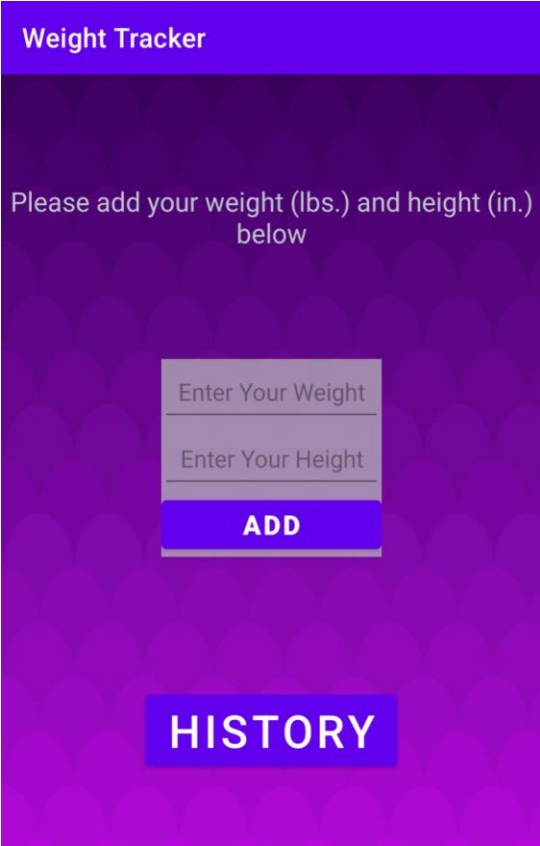 Weight Tracker
Please add your weight (lbs.) and height (in.)
below
Enter Your Weight
Enter Your Height
ADD
HISTORY